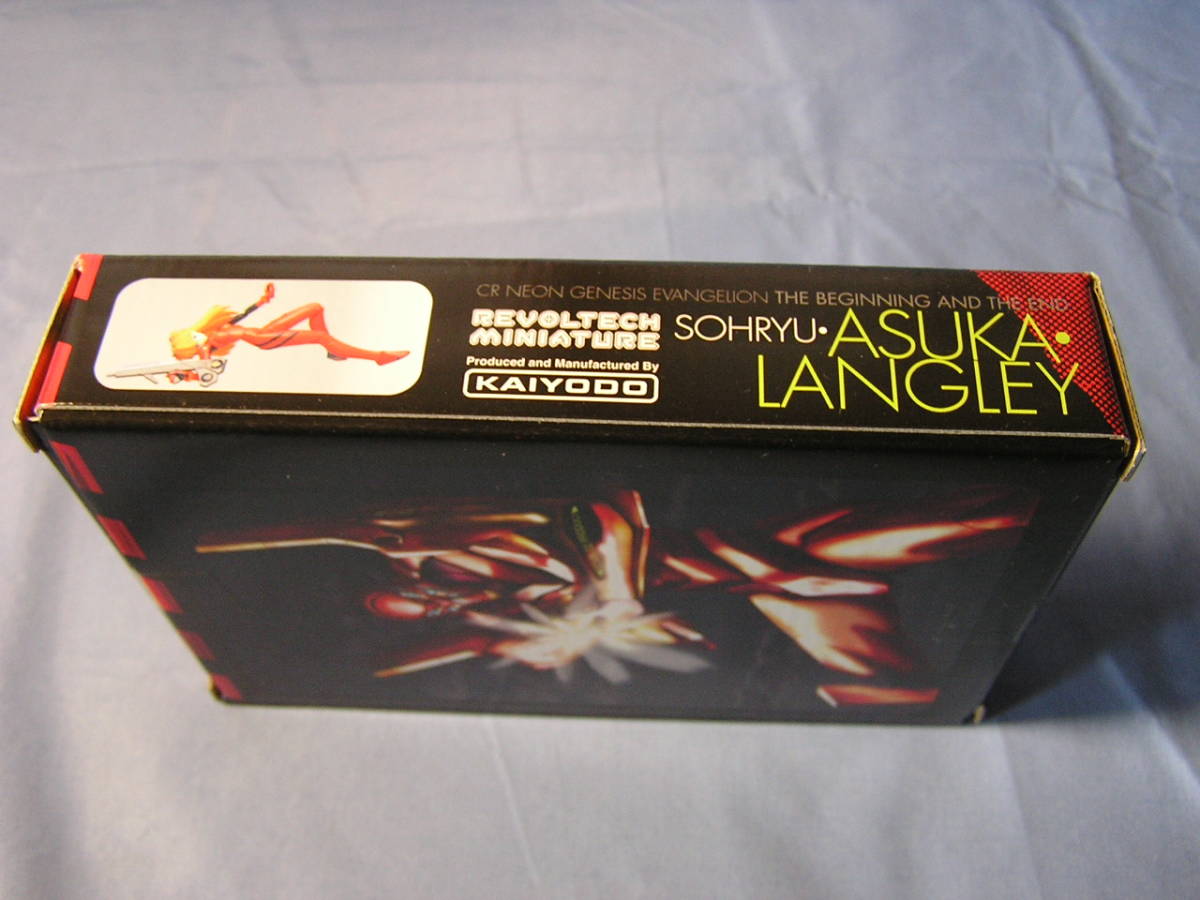 CR NEON GENESIS EVANGELION THE BEGINNING AND THE END
REVOLTECH
MINIATURE
Produced and Manufactured By
KAIYODO
SOHRYU·ASUKA·
LANGLEY